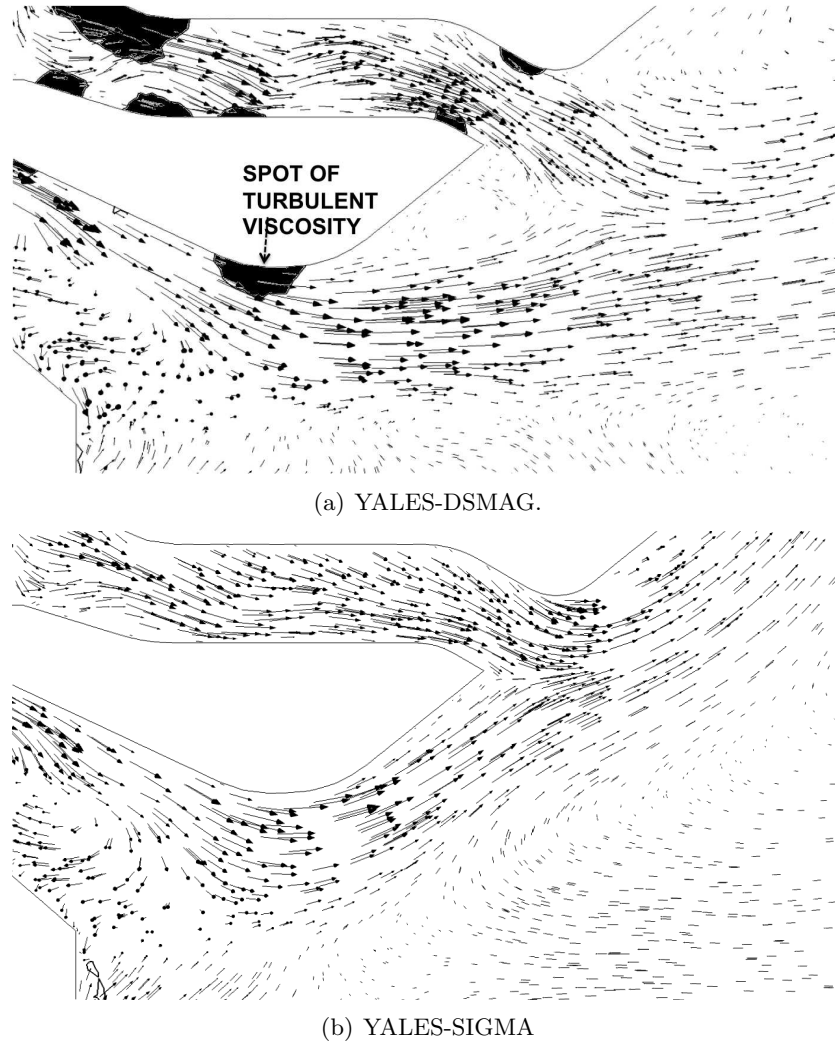 SPOT OF
TURBULENT
VISCOSITY
(a) YALES-DSMAG.
(b) YALES-SIGMA